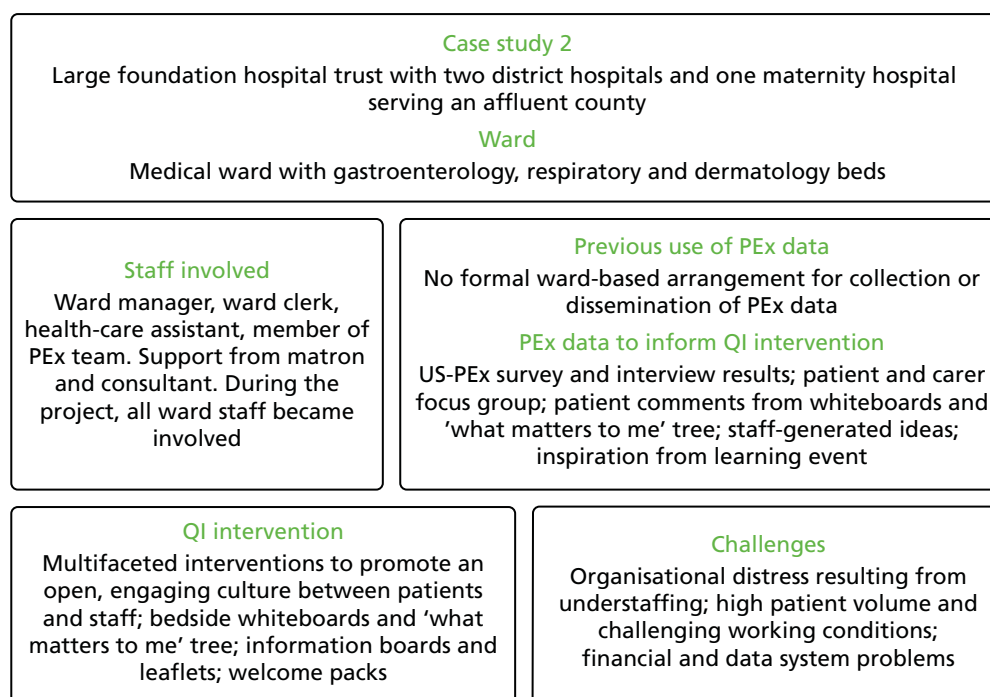 Case study 2
Large foundation hospital trust with two district hospitals and one maternity hospital
serving an affluent county
Ward
Medical ward with gastroenterology, respiratory and dermatology beds
Staff involved
Ward manager, ward clerk,
health-care assistant, member of
PEx team. Support from matron
and consultant. During the
project, all ward staff became
involved
Previous use of PEx data
No formal ward-based arrangement for collection or
dissemination of PEx data
PEx data to inform QI intervention
US-PEx survey and interview results; patient and carer
focus group; patient comments from whiteboards and
‘what matters to me’ tree; staff-generated ideas;
inspiration from learning event
QI intervention
Multifaceted interventions to promote an
open, engaging culture between patients
and staff; bedside whiteboards and ‘what
matters to me’ tree; information boards and
leaflets; welcome packs
Challenges
Organisational distress resulting from
understaffing; high patient volume and
challenging working conditions;
financial and data system problems